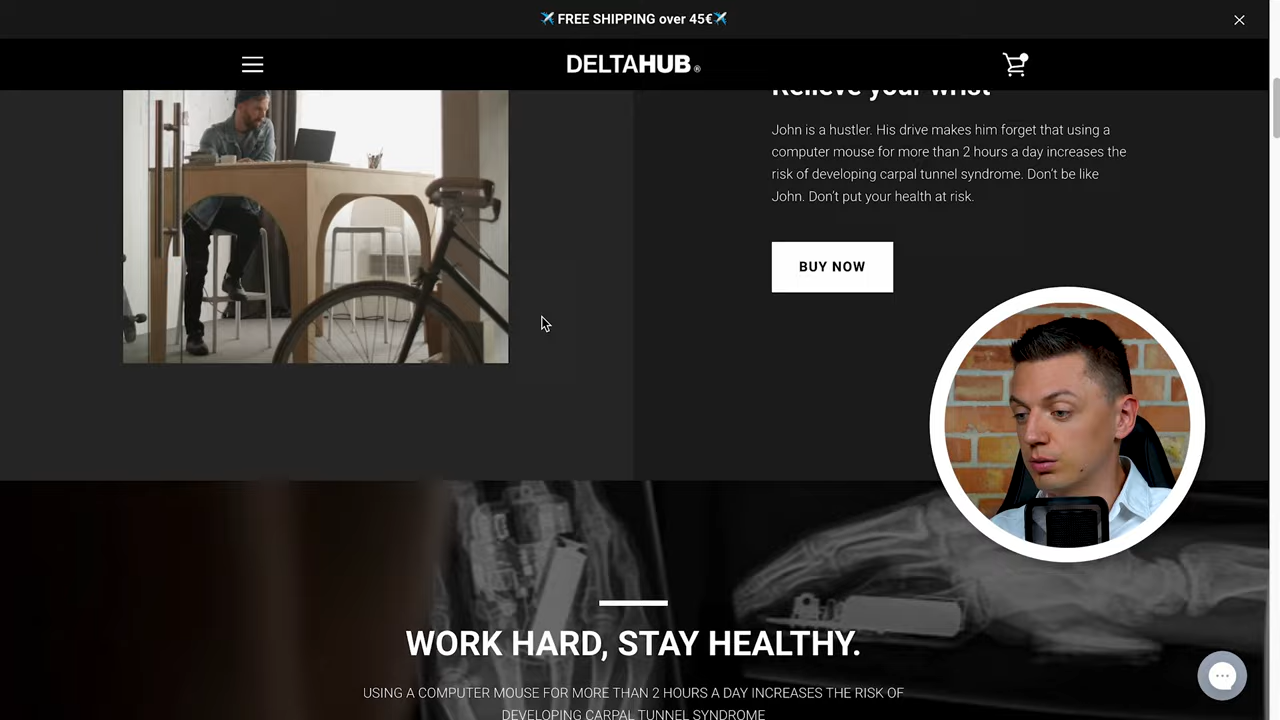 ✈️ FREE SHIPPING over 45€✈️
DELTAHUB®
Relieve your wrist
John is a hustler. His drive makes him forget that using a
computer mouse for more than 2 hours a day increases the
risk of developing carpal tunnel syndrome. Don't be like
John. Don't put your health at risk.
BUY NOW
WORK HARD, STAY HEALTHY.
USING A COMPUTER MOUSE FOR MORE THAN 2 HOURS A DAY INCREASES THE RISK OF
DEVELOPING CARPAL TUNNEL SYNDROME